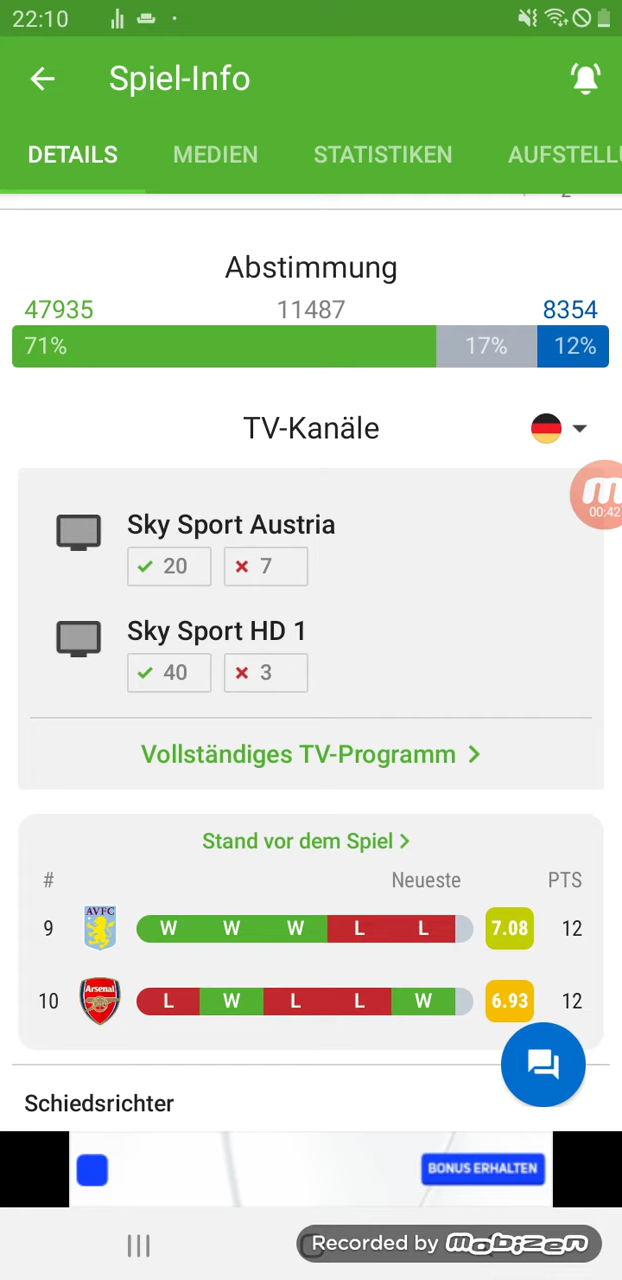 22:10
Spiel-Info
DETAILS MEDIEN STATISTIKEN AUFSTELLU
Abstimmung
47935 11487 8354
71% 17% 12%
TV-Kanäle
00:42
Sky Sport Austria
20 7
Sky Sport HD 1
40 3
Vollständiges TV-Programm
Stand vor dem Spiel
# Neueste PTS
9 AVFC W W W L L 7.08 12
10 Arsenal L W L L W 6.93 12
Schiedsrichter
BONUS ERHALTEN
Recorded by mobizen